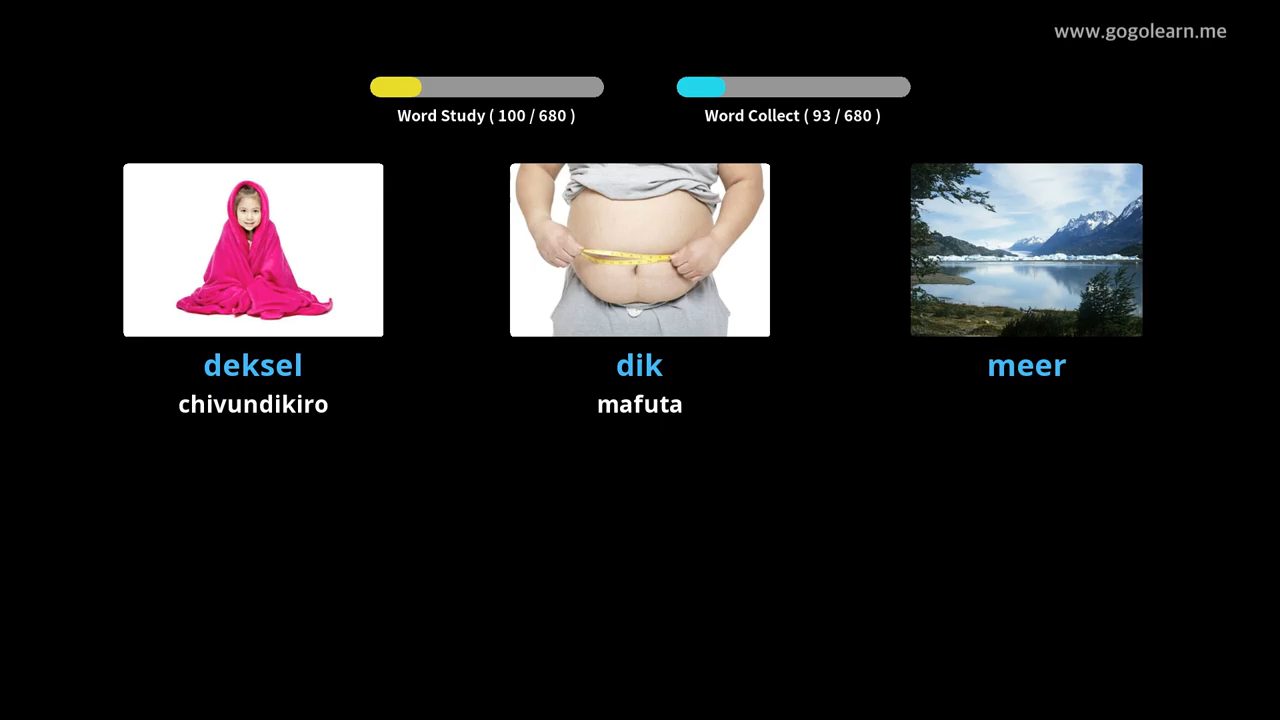 www.gogolearn.me
Word Study ( 100 / 680 )
Word Collect ( 93 / 680 )
deksel
chivundikiro
dik
mafuta
meer